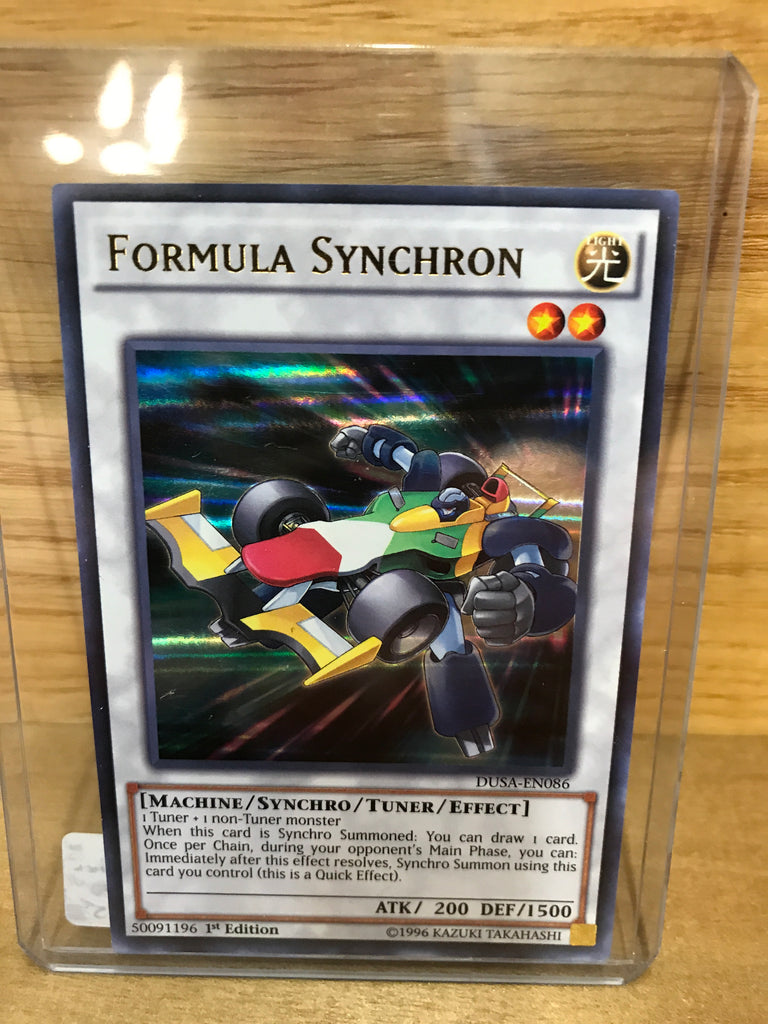 FORMULA SYNCHRON
LIGHT
光
DUSA-EN086
[MACHINE/SYNCHRO/TUNER/EFFECT]
1 Tuner + 1 non-Tuner monster
When this card is Synchro Summoned: You can draw 1 card.
Once per Chain, during your opponent's Main Phase, you can:
Immediately after this effect resolves, Synchro Summon using this
card you control (this is a Quick Effect).
ATK/ 200 DEF/1500
50091196 1st Edition
©1996 KAZUKI TAKAHASHI